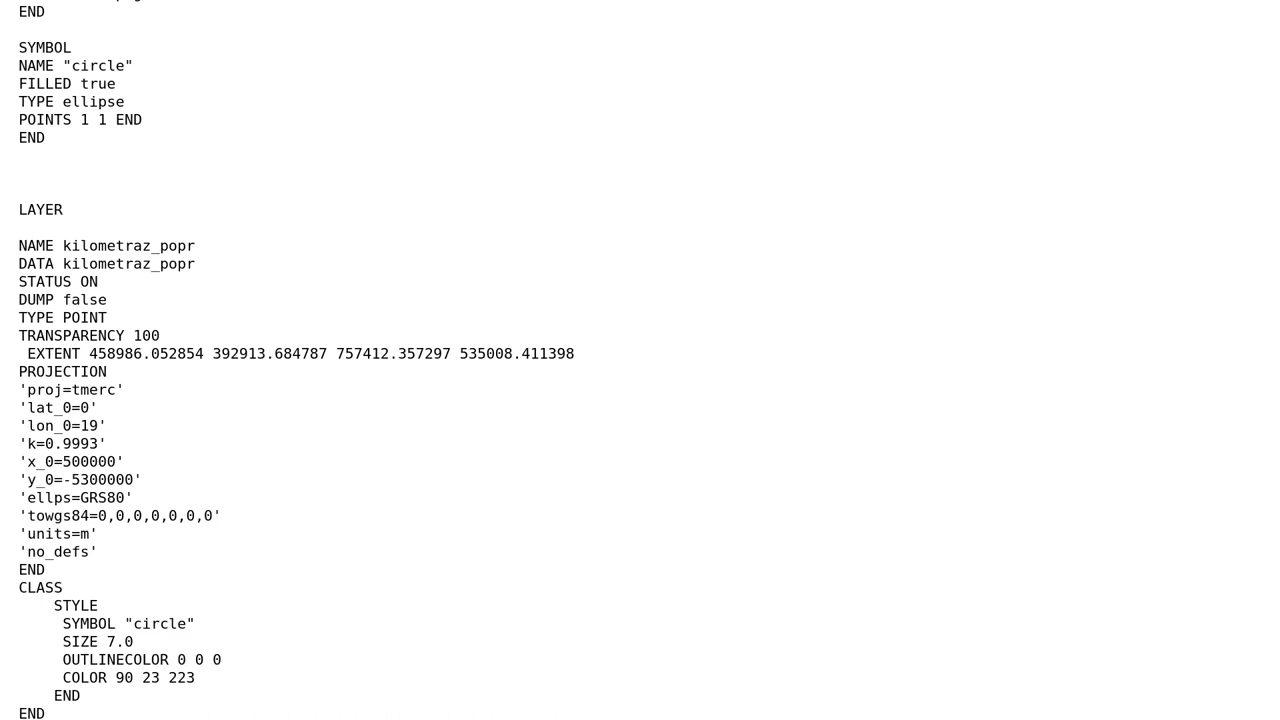 END
SYMBOL
NAME "circle"
FILLED true
TYPE ellipse
POINTS 1 1 END
END
LAYER
NAME kilometraz_popr
DATA kilometraz_popr
STATUS ON
DUMP false
TYPE POINT
TRANSPARENCY 100
EXTENT 458986.052854 392913.684787 757412.357297 535008.411398
PROJECTION
'proj=tmerc'
'lat_0=0'
'lon_0=19'
'k=0.9993'
'x_0=500000'
'y_0=-5300000'
'ellps=GRS80'
'towgs84=0,0,0,0,0,0,0'
'units=m'
'no_defs'
END
CLASS
STYLE
SYMBOL "circle"
SIZE 7.0
OUTLINECOLOR 0 0 0
COLOR 90 23 223
END
END